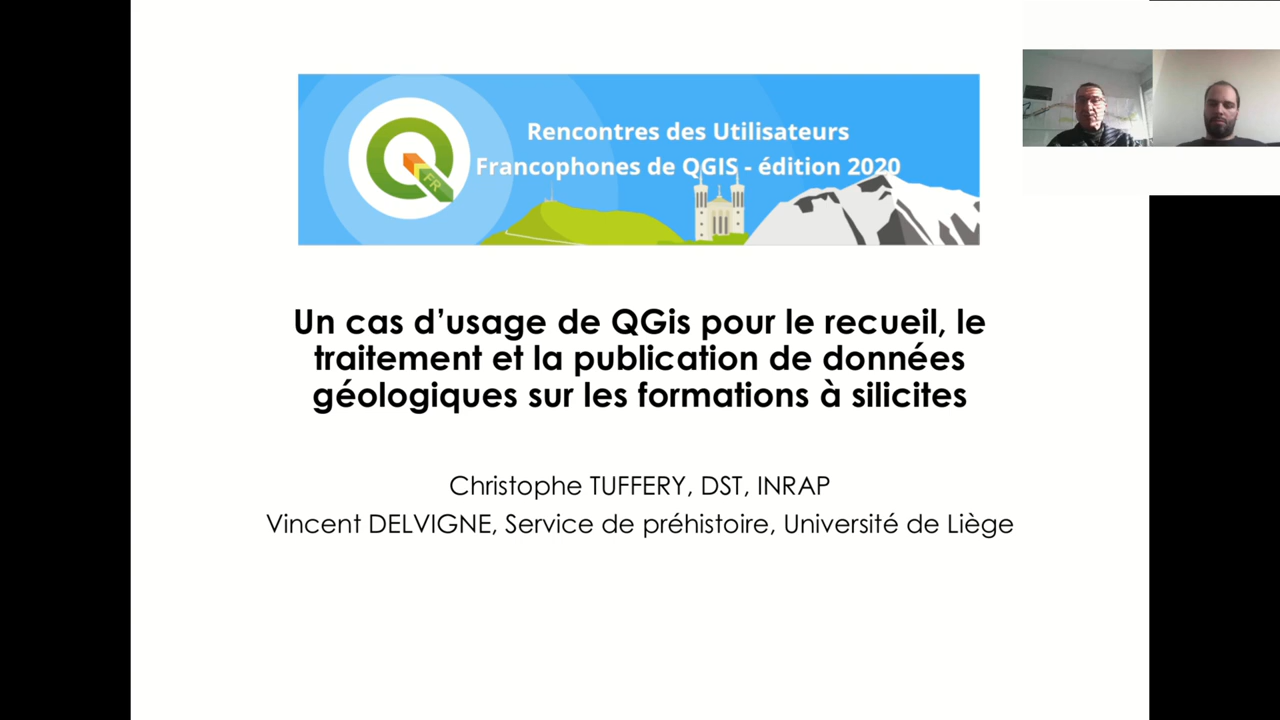 Rencontres des Utilisateurs
Francophones de QGIS - édition 2020
FR
Un cas d’usage de QGis pour le recueil, le
traitement et la publication de données
géologiques sur les formations à silicites
Christophe TUFFERY, DST, INRAP
Vincent DELVIGNE, Service de préhistoire, Université de Liège